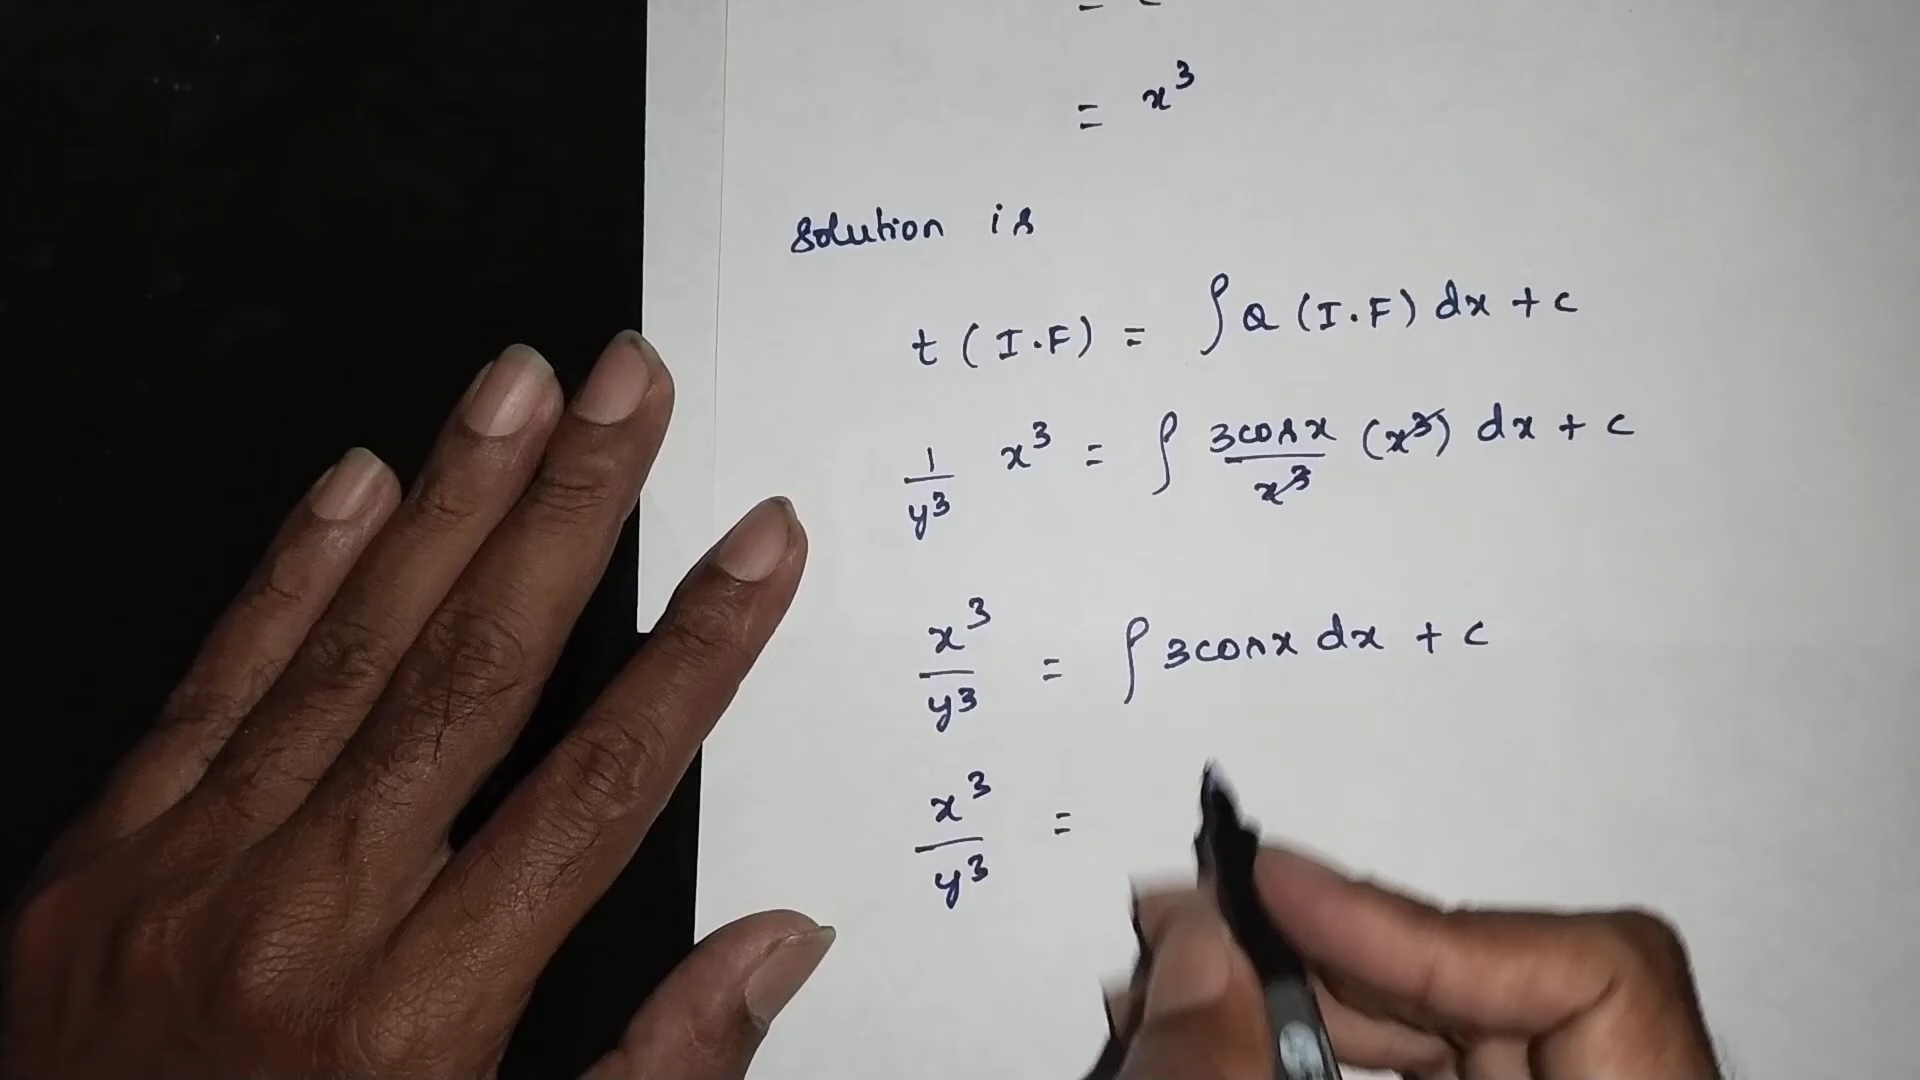 = x³
Solution is
t (I.F) = ∫ Q (I.F) dx + c
1/y³ x³ = ∫ 3cosx/x³ (x³) dx + c
x³/y³ = ∫ 3cosx dx + c
x³/y³ =